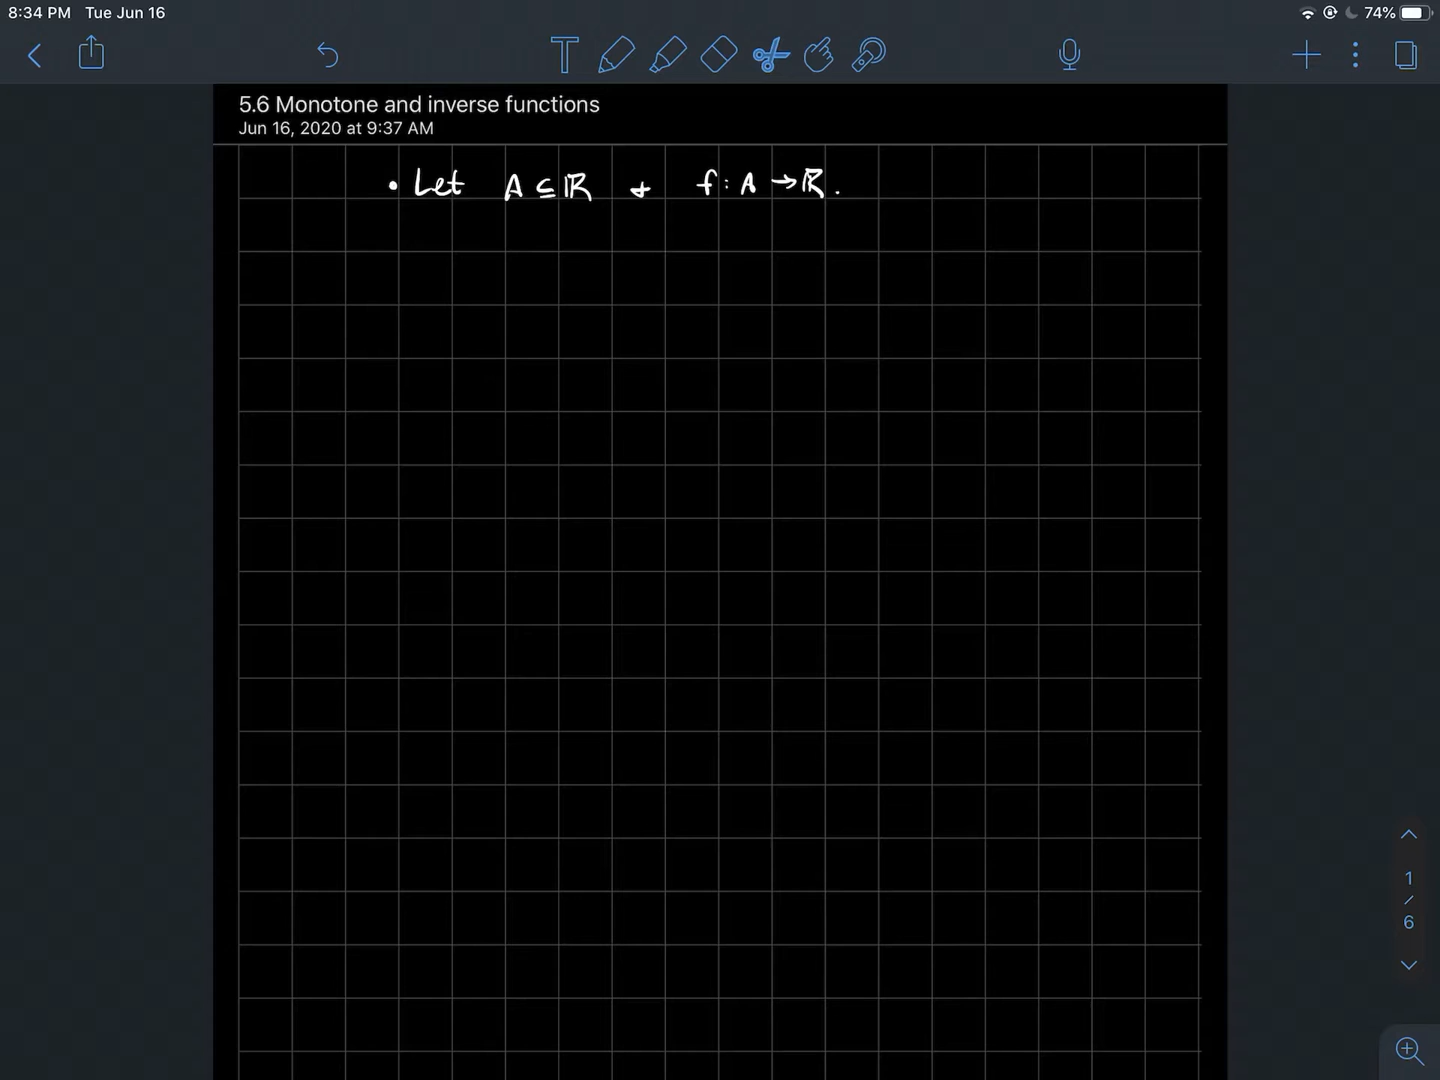 8:34 PM Tue Jun 16 74%
5.6 Monotone and inverse functions
Jun 16, 2020 at 9:37 AM
• Let A ⊆ ℝ + f: A → ℝ.
1
/
6